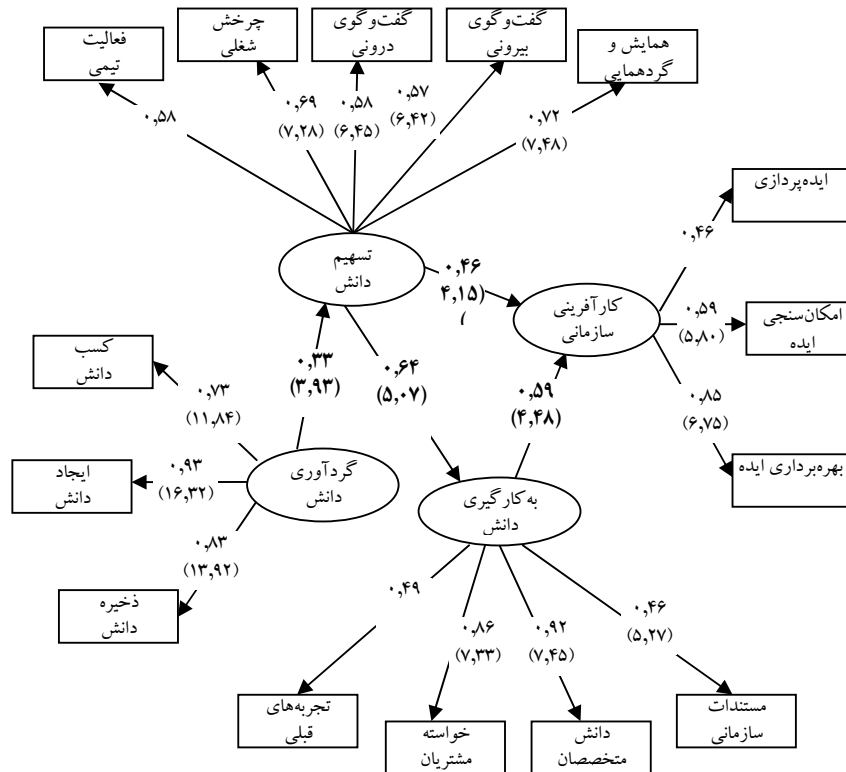 فعالیت
تیمی
چرخش
شغلی
گفت‌وگوی
درونی
گفت‌وگوی
بیرونی
همایش و
گردهمایی
۰٫۵۸
۰٫۶۹
(۷٫۲۸)
۰٫۵۸
(۶٫۴۵)
۰٫۵۷
(۶٫۴۲)
۰٫۷۲
(۷٫۴۸)
تسهیم
دانش
۰٫۴۶
۴٫۱۵)
(
ایده‌پردازی
۰٫۴۶
کارآفرینی
سازمانی
۰٫۵۹
(۵٫۸۰)
امکان‌سنجی
ایده
۰٫۸۵
(۶٫۷۵)
بهره‌برداری ایده
کسب
دانش
۰٫۷۳
(۱۱٫۸۴)
۰٫۳۳
(۳٫۹۳)
۰٫۶۴
(۵٫۰۷)
۰٫۵۹
(۴٫۴۸)
ایجاد
دانش
۰٫۹۳
(۱۶٫۳۲)
گردآوری
دانش
به‌کارگیری
دانش
۰٫۸۳
(۱۳٫۹۲)
ذخیره
دانش
۰٫۴۹
۰٫۸۶
(۷٫۳۳)
۰٫۹۲
(۷٫۴۵)
۰٫۴۶
(۵٫۲۷)
تجربه‌های
قبلی
خواسته
مشتریان
دانش
متخصصان
مستندات
سازمانی